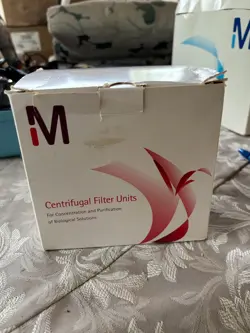 M
Centrifugal Filter Units
For Concentration and Purification
of Biological Solutions